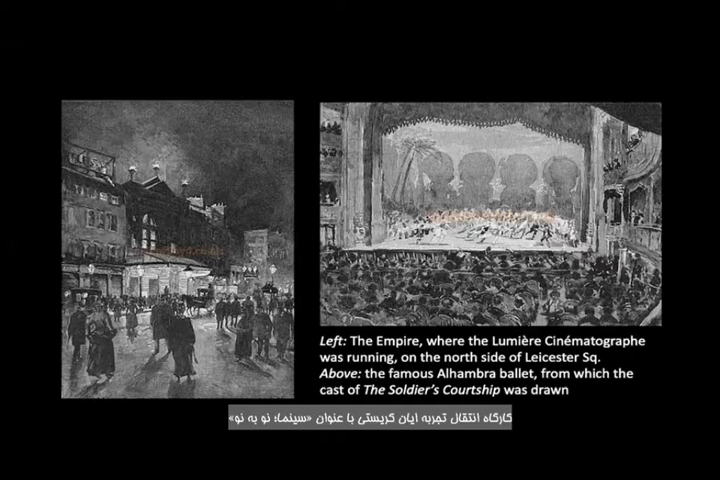 Left: The Empire, where the Lumière Cinématographe
was running, on the north side of Leicester Sq.
Above: the famous Alhambra ballet, from which the
cast of The Soldier's Courtship was drawn
کارگاه انتقال تجربه ایان کریستی با عنوان «سینما؛ نو به نو»